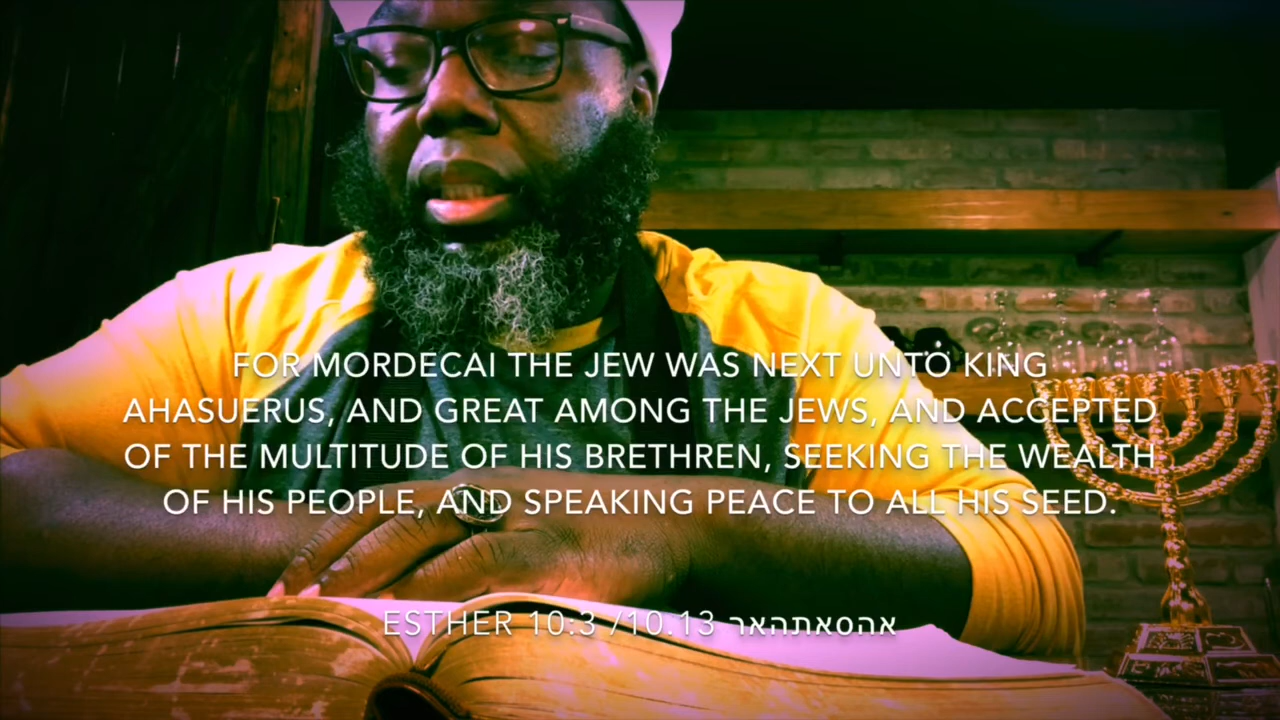 FOR MORDECAI THE JEW WAS NEXT UNTO KING
AHASUERUS, AND GREAT AMONG THE JEWS, AND ACCEPTED
OF THE MULTITUDE OF HIS BRETHREN, SEEKING THE WEALTH
OF HIS PEOPLE, AND SPEAKING PEACE TO ALL HIS SEED.
ESTHER 10:3 /10.13 אהסאתהאר